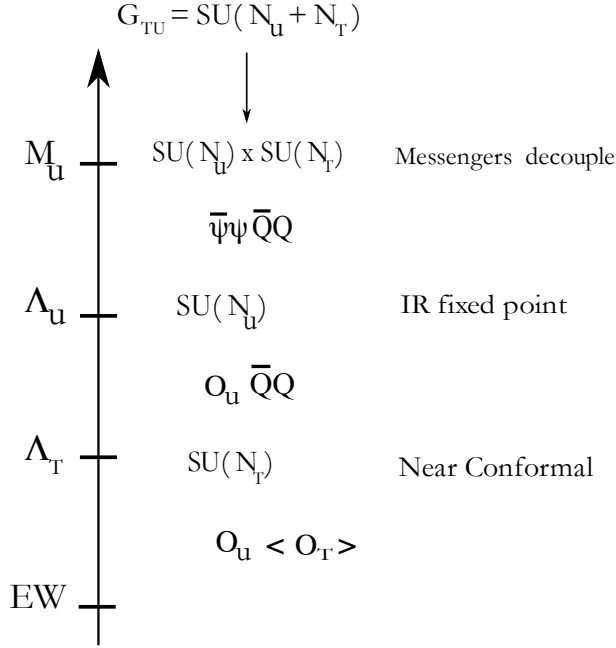 G_TU = SU( N_u + N_T )
M_u SU( N_u ) x SU( N_T ) Messengers decouple
ψ̅ψ Q̅Q
Λ_u SU( N_u ) IR fixed point
O_u Q̅Q
Λ_T SU( N_T ) Near Conformal
O_u < O_T >
EW